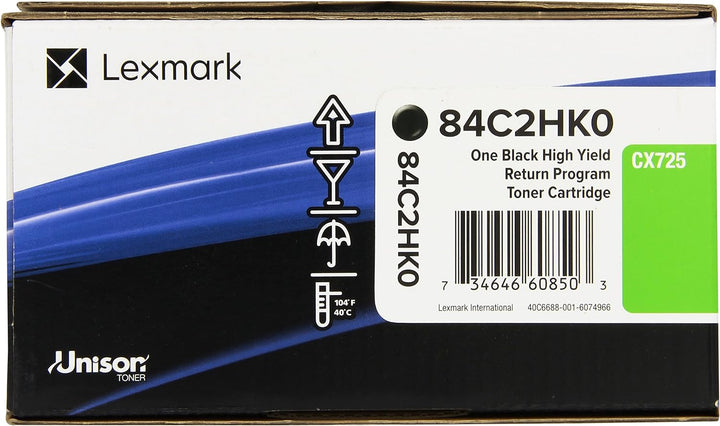 Lexmark
84C2HK0
One Black High Yield
Return Program
Toner Cartridge
CX725
84C2HK0
7 34646 60850 3
Lexmark International 40C6688-001-6074966
104°F
40°C
Unison
TONER